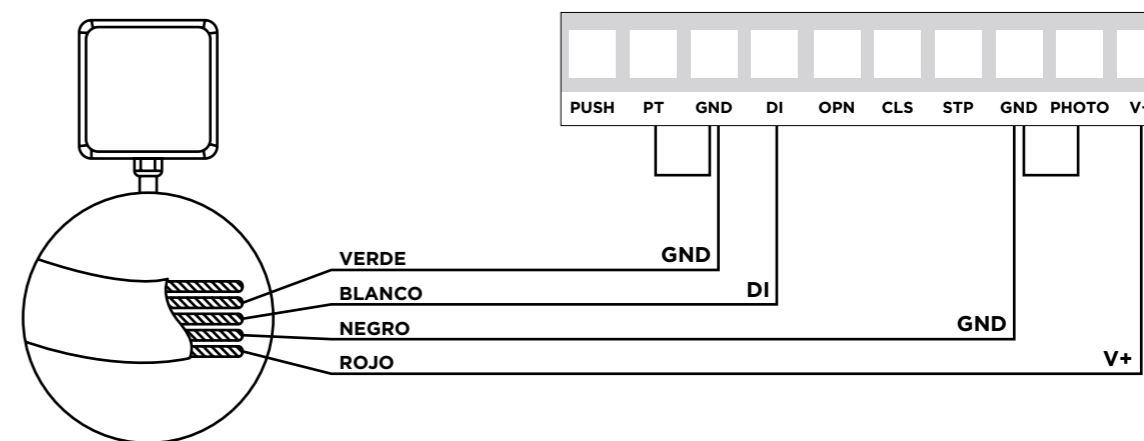 PUSH PT GND DI OPN CLS STP GND PHOTO V+
VERDE GND
BLANCO DI
NEGRO GND
ROJO V+